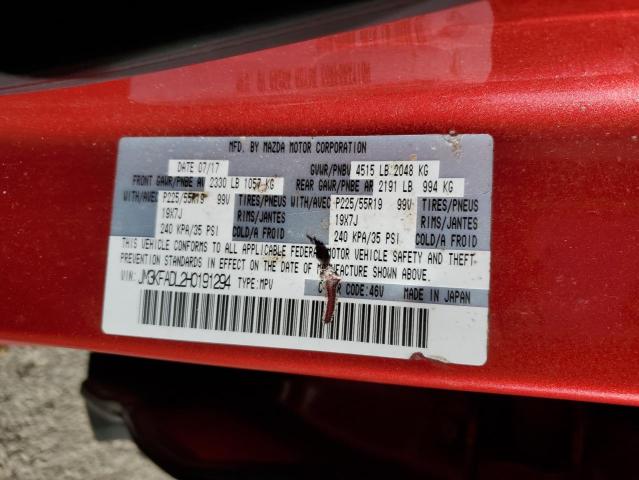 MFD. BY MAZDA MOTOR CORPORATION
DATE 07/17 GVWR/PNBV 4515 LB 2048 KG
FRONT GAWR/PNBE AV 2330 LB 1057 KG REAR GAWR/PNBE AR 2191 LB 994 KG
WITH/AVEC P225/55R19 99V TIRES/PNEUS WITH/AVEC P225/55R19 99V TIRES/PNEUS
19X7J RIMS/JANTES 19X7J RIMS/JANTES
240 KPA/35 PSI COLD/A FROID 240 KPA/35 PSI COLD/A FROID
THIS VEHICLE CONFORMS TO ALL APPLICABLE FEDERAL MOTOR VEHICLE SAFETY AND THEFT
PREVENTION STANDARDS IN EFFECT ON THE DATE OF MANUFACTURE SHOWN ABOVE.
VIN: JM3KFADL2H0191294 TYPE:MPV COLOR CODE:46V MADE IN JAPAN